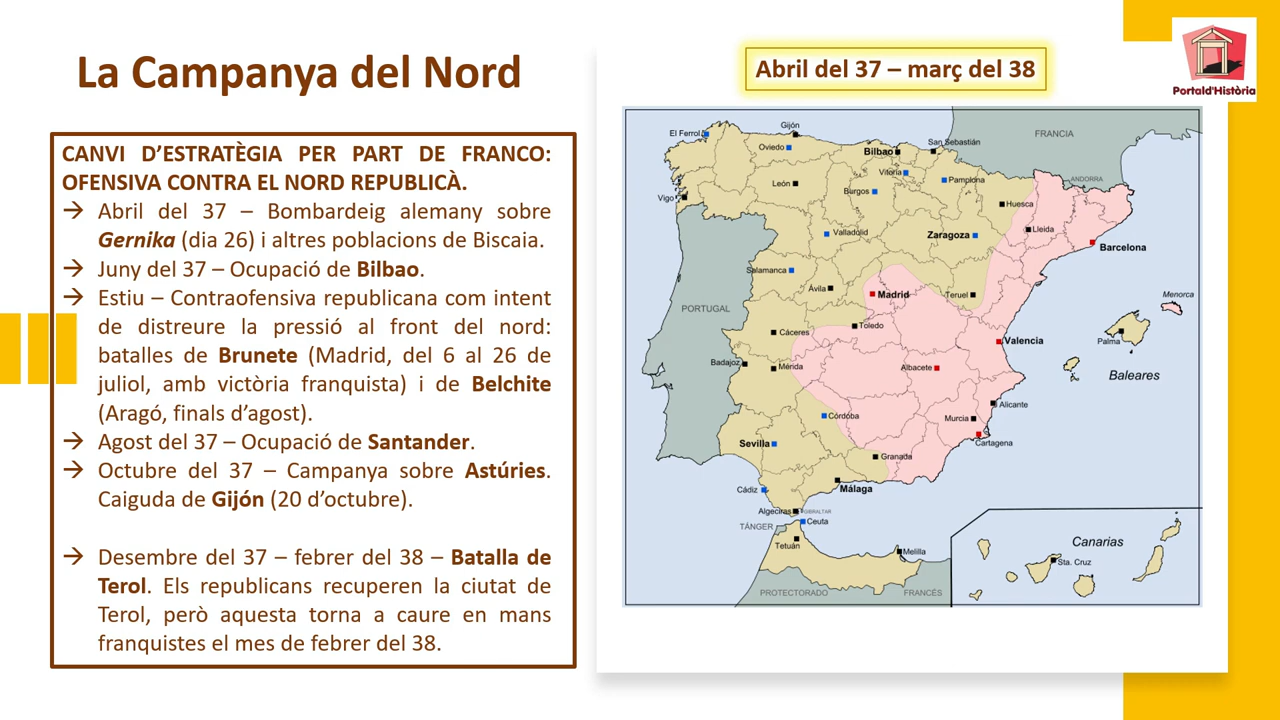 La Campanya del Nord
CANVI D'ESTRATÈGIA PER PART DE FRANCO:
OFENSIVA CONTRA EL NORD REPUBLICÀ.
→ Abril del 37 – Bombardeig alemany sobre
Gernika (dia 26) i altres poblacions de Biscaia.
→ Juny del 37 – Ocupació de Bilbao.
→ Estiu – Contraofensiva republicana com intent
de distreure la pressió al front del nord:
batalles de Brunete (Madrid, del 6 al 26 de
juliol, amb victòria franquista) i de Belchite
(Aragó, finals d'agost).
→ Agost del 37 – Ocupació de Santander.
→ Octubre del 37 – Campanya sobre Astúries.
Caiguda de Gijón (20 d'octubre).
→ Desembre del 37 – febrer del 38 – Batalla de
Terol. Els republicans recuperen la ciutat de
Terol, però aquesta torna a caure en mans
franquistes el mes de febrer del 38.
Abril del 37 – març del 38
Portald'Història
El Ferrol
Gijón
Oviedo
Bilbao
San Sebastián
FRANCIA
Vitoria
Pamplona
ANDORRA
León
Burgos
Vigo
Huesca
Lleida
Valladolid
Zaragoza
Barcelona
Salamanca
Ávila
Madrid
Teruel
Menorca
PORTUGAL
Toledo
Cáceres
Valencia
Palma
Badajoz
Mérida
Albacete
Baleares
Alicante
Córdoba
Murcia
Cartagena
Sevilla
Granada
Cádiz
Málaga
Algeciras
GIBRALTAR
TÁNGER
Ceuta
Tetuán
Melilla
Canarias
Sta. Cruz
PROTECTORADO
FRANCÉS